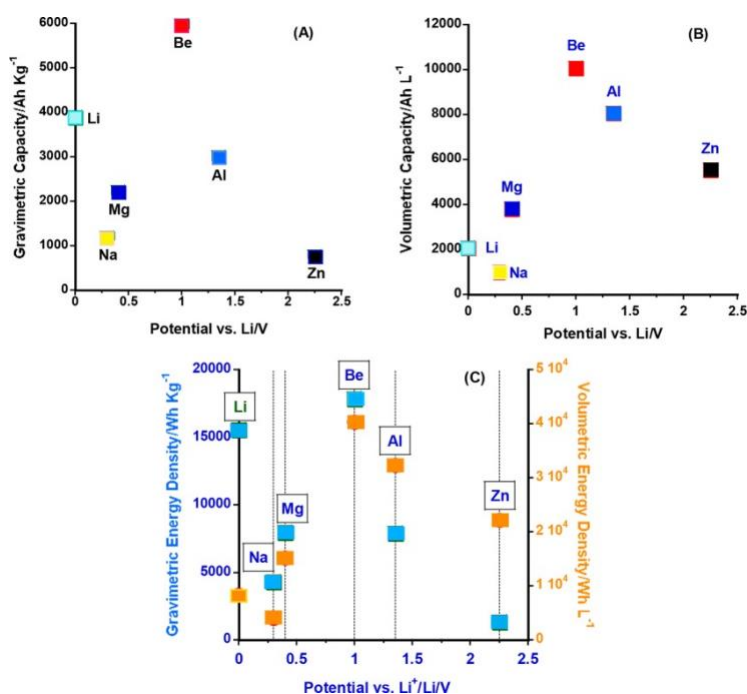 (A)
Gravimetric Capacity/Ah Kg-1
6000
5000
4000
3000
2000
1000
0
Be
Li
Al
Mg
Na
Zn
0 0.5 1 1.5 2 2.5
Potential vs. Li/V
(B)
Volumetric Capacity/Ah L-1
12000
10000
8000
6000
4000
2000
0
Be
Al
Zn
Mg
Li
Na
0 0.5 1 1.5 2 2.5
Potential vs. Li/V
(C)
Gravimetric Energy Density/Wh Kg-1
20000
15000
10000
5000
0
Li
Be
Al
Mg
Zn
Na
5 10⁴
4 10⁴
3 10⁴
2 10⁴
1 10⁴
0
Volumetric Energy Density/Wh L-1
0 0.5 1 1.5 2 2.5
Potential vs. Li⁺/Li/V